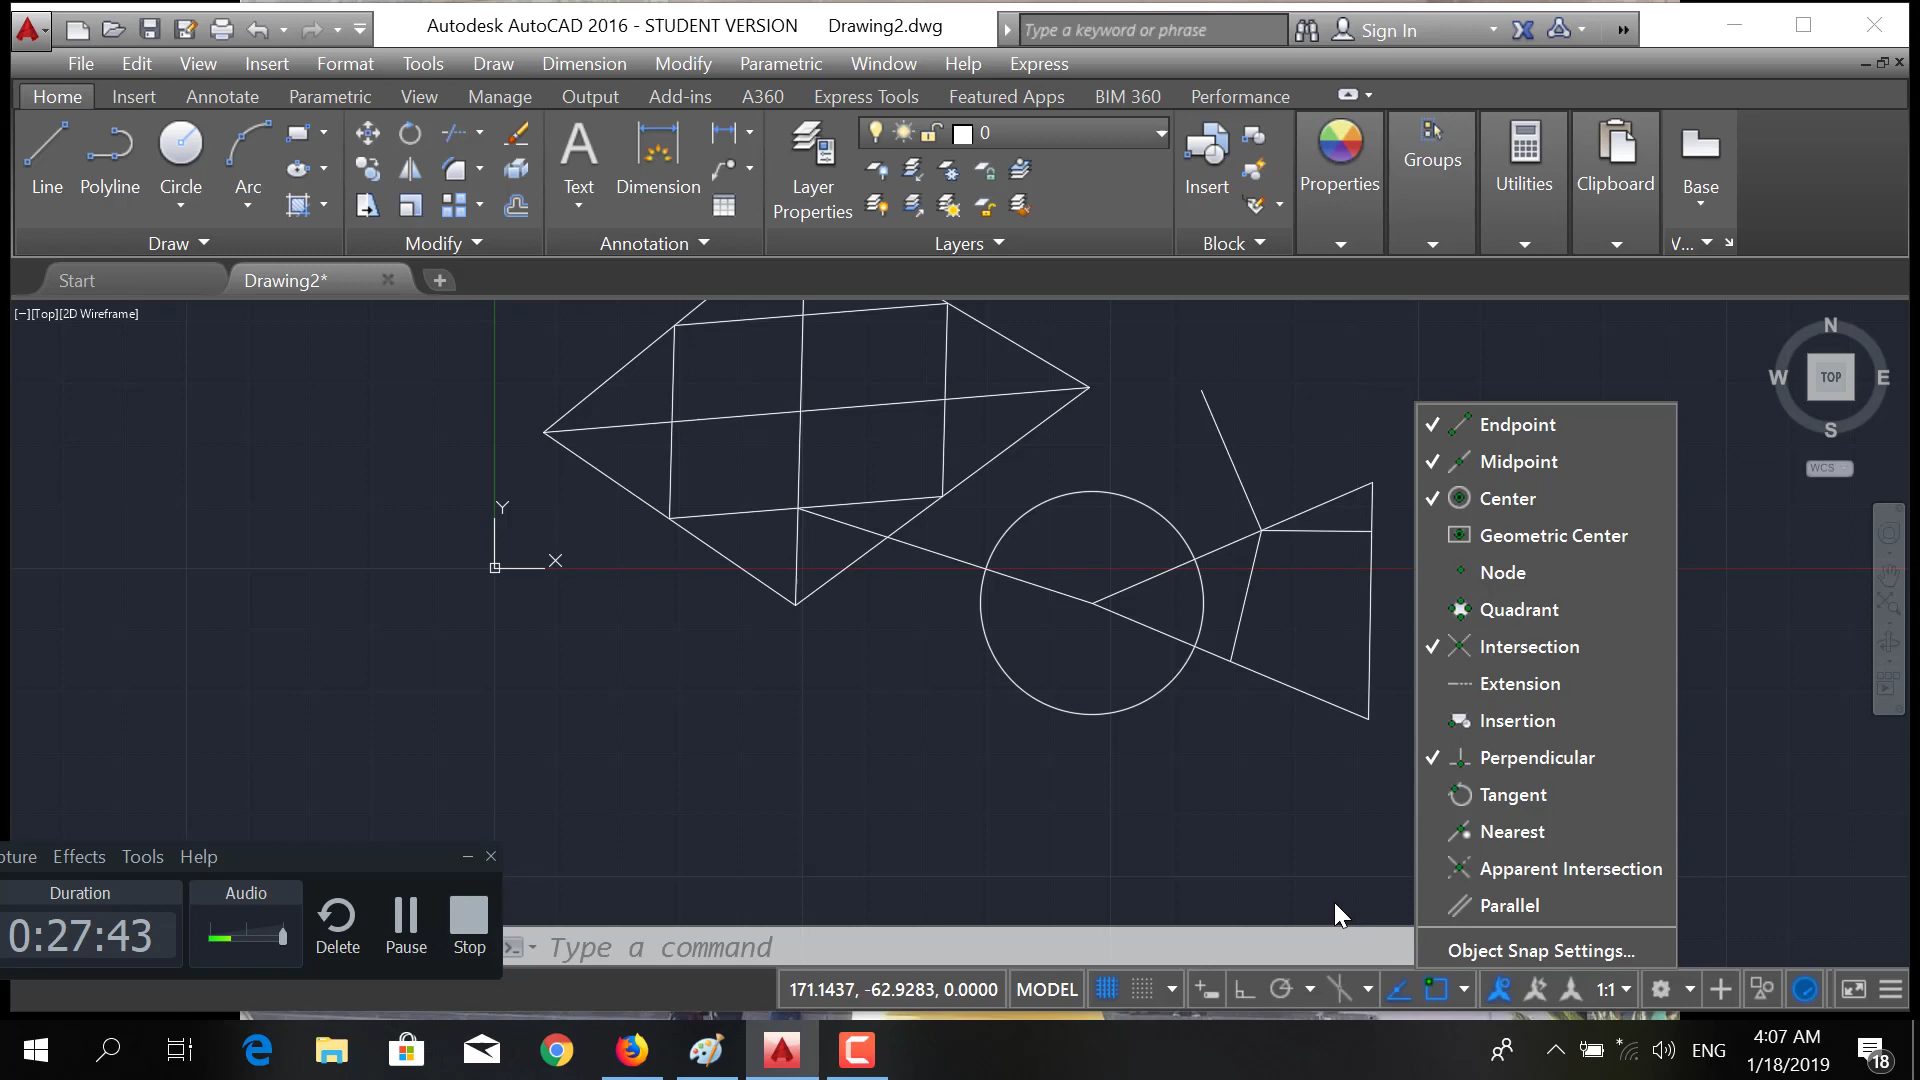 Autodesk AutoCAD 2016 - STUDENT VERSION Drawing2.dwg
Type a keyword or phrase
Sign In
File Edit View Insert Format Tools Draw Dimension Modify Parametric Window Help Express
Home Insert Annotate Parametric View Manage Output Add-ins A360 Express Tools Featured Apps BIM 360 Performance
0
Line Polyline Circle Arc
Text Dimension
Layer
Properties
Insert
Properties
Groups
Utilities
Clipboard
Base
Draw Modify Annotation Layers Block V...
Start Drawing2*
[−][Top][2D Wireframe]
N
W TOP E
S
WCS
Y
X
Endpoint
Midpoint
Center
Geometric Center
Node
Quadrant
Intersection
Extension
Insertion
Perpendicular
Tangent
Nearest
Apparent Intersection
Parallel
Object Snap Settings...
pture Effects Tools Help
Duration Audio
0:27:43
Delete Pause Stop
Type a command
171.1437, -62.9283, 0.0000 MODEL 1:1
ENG
4:07 AM
1/18/2019
18